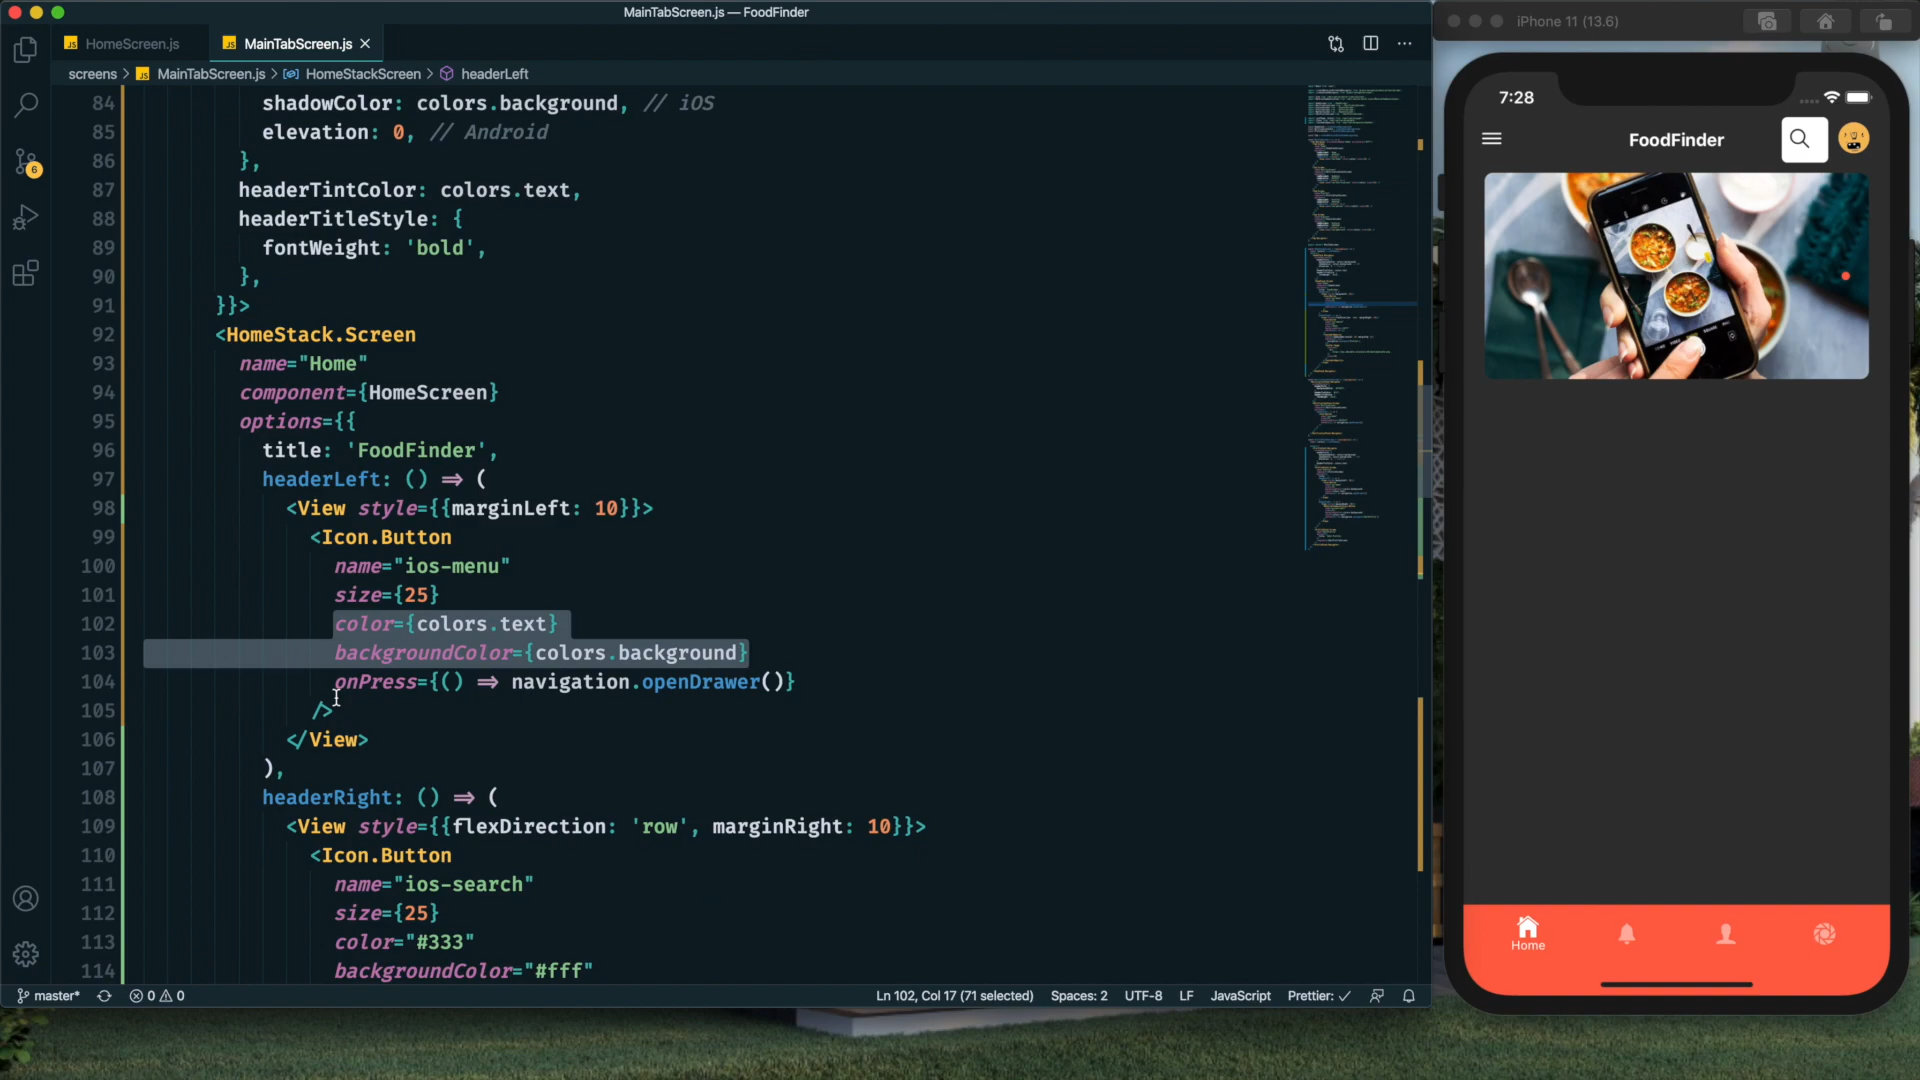 MainTabScreen.js — FoodFinder
JS HomeScreen.js
JS MainTabScreen.js
screens > JS MainTabScreen.js > HomeStackScreen > headerLeft
84 shadowColor: colors.background, // iOS
85 elevation: 0, // Android
86 },
87 headerTintColor: colors.text,
88 headerTitleStyle: {
89 fontWeight: 'bold',
90 },
91 }}>
92 <HomeStack.Screen
93 name="Home"
94 component={HomeScreen}
95 options={{
96 title: 'FoodFinder',
97 headerLeft: () => (
98 <View style={{marginLeft: 10}}>
99 <Icon.Button
100 name="ios-menu"
101 size={25}
102 color={colors.text}
103 backgroundColor={colors.background}
104 onPress={() => navigation.openDrawer()}
105 />
106 </View>
107 ),
108 headerRight: () => (
109 <View style={{flexDirection: 'row', marginRight: 10}}>
110 <Icon.Button
111 name="ios-search"
112 size={25}
113 color="#333"
114 backgroundColor="#fff"
6
master* 0 0
Ln 102, Col 17 (71 selected) Spaces: 2 UTF-8 LF JavaScript Prettier: ✓
iPhone 11 (13.6)
7:28
FoodFinder
Home